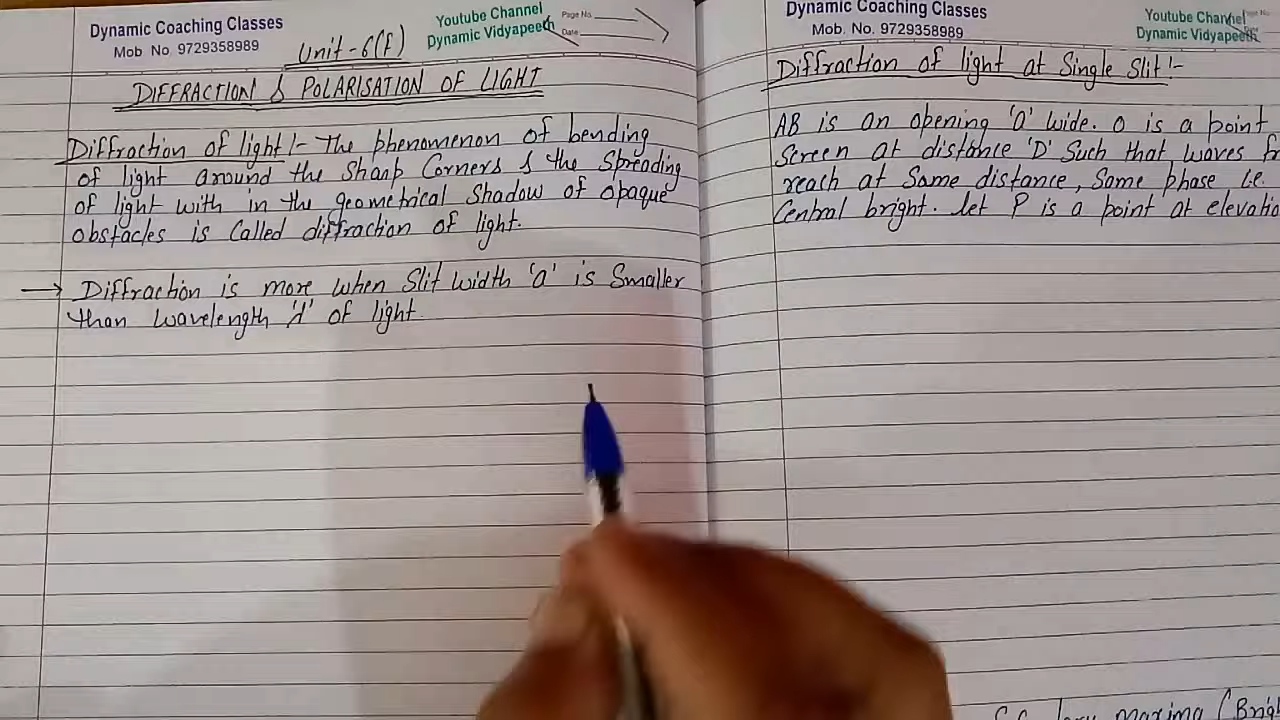 Dynamic Coaching Classes
Mob No. 9729358989
Youtube Channel
Dynamic Vidyapeeth
Page No.
Date
Unit-6(F)
DIFFRACTION & POLARISATION OF LIGHT
Diffraction of light :- The phenomenon of bending
of light around the Sharp Corners & the Spreading
of light with in the geometrical Shadow of opaque
obstacles is Called diffraction of light.
→ Diffraction is more when Slit width 'a' is Smaller
than wavelength 'λ' of light
Dynamic Coaching Classes
Mob. No. 9729358989
Youtube Channel
Dynamic Vidyapeeth
Diffraction of light at Single Slit :-
AB is an opening 'a' wide. O is a point
Screen at distance 'D' Such that waves
reach at Same distance, Same phase i.e.
Central bright. Let P is a point at
maxima